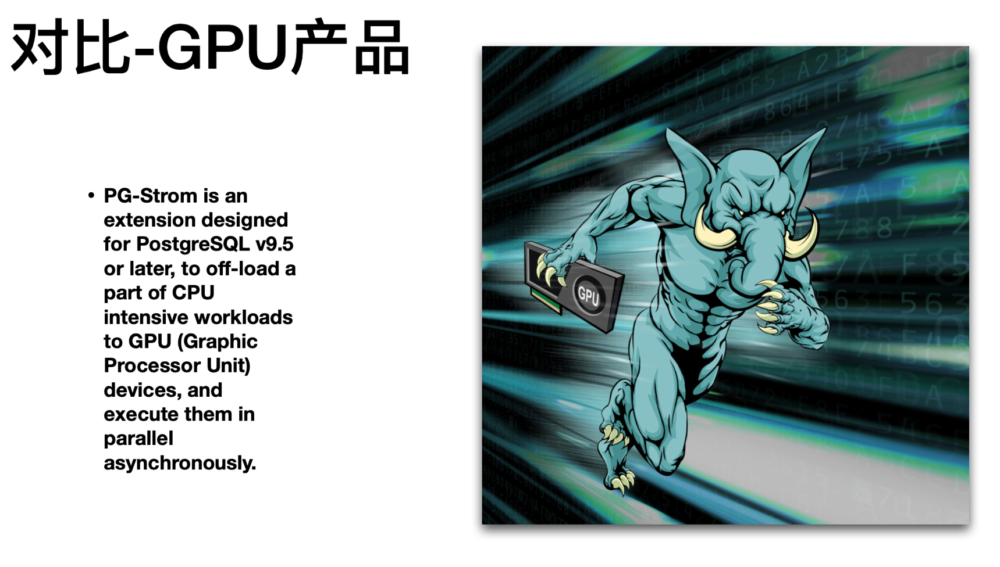 对比-GPU产品
• PG-Strom is an
extension designed
for PostgreSQL v9.5
or later, to off-load a
part of CPU
intensive workloads
to GPU (Graphic
Processor Unit)
devices, and
execute them in
parallel
asynchronously.
GPU